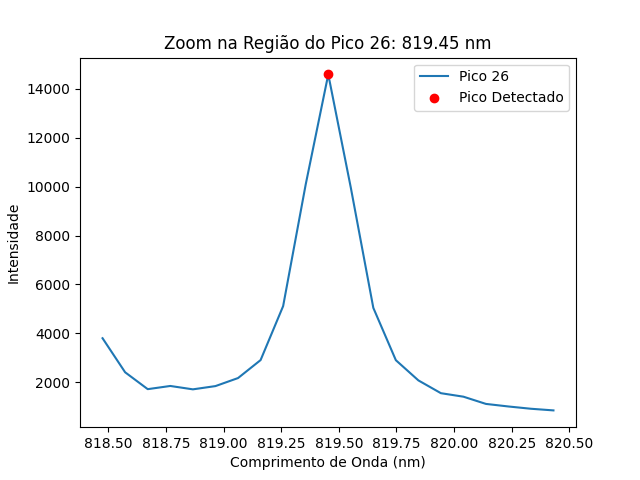 Zoom na Região do Pico 26: 819.45 nm
Pico 26
Pico Detectado
Intensidade
14000
12000
10000
8000
6000
4000
2000
818.50 818.75 819.00 819.25 819.50 819.75 820.00 820.25 820.50
Comprimento de Onda (nm)